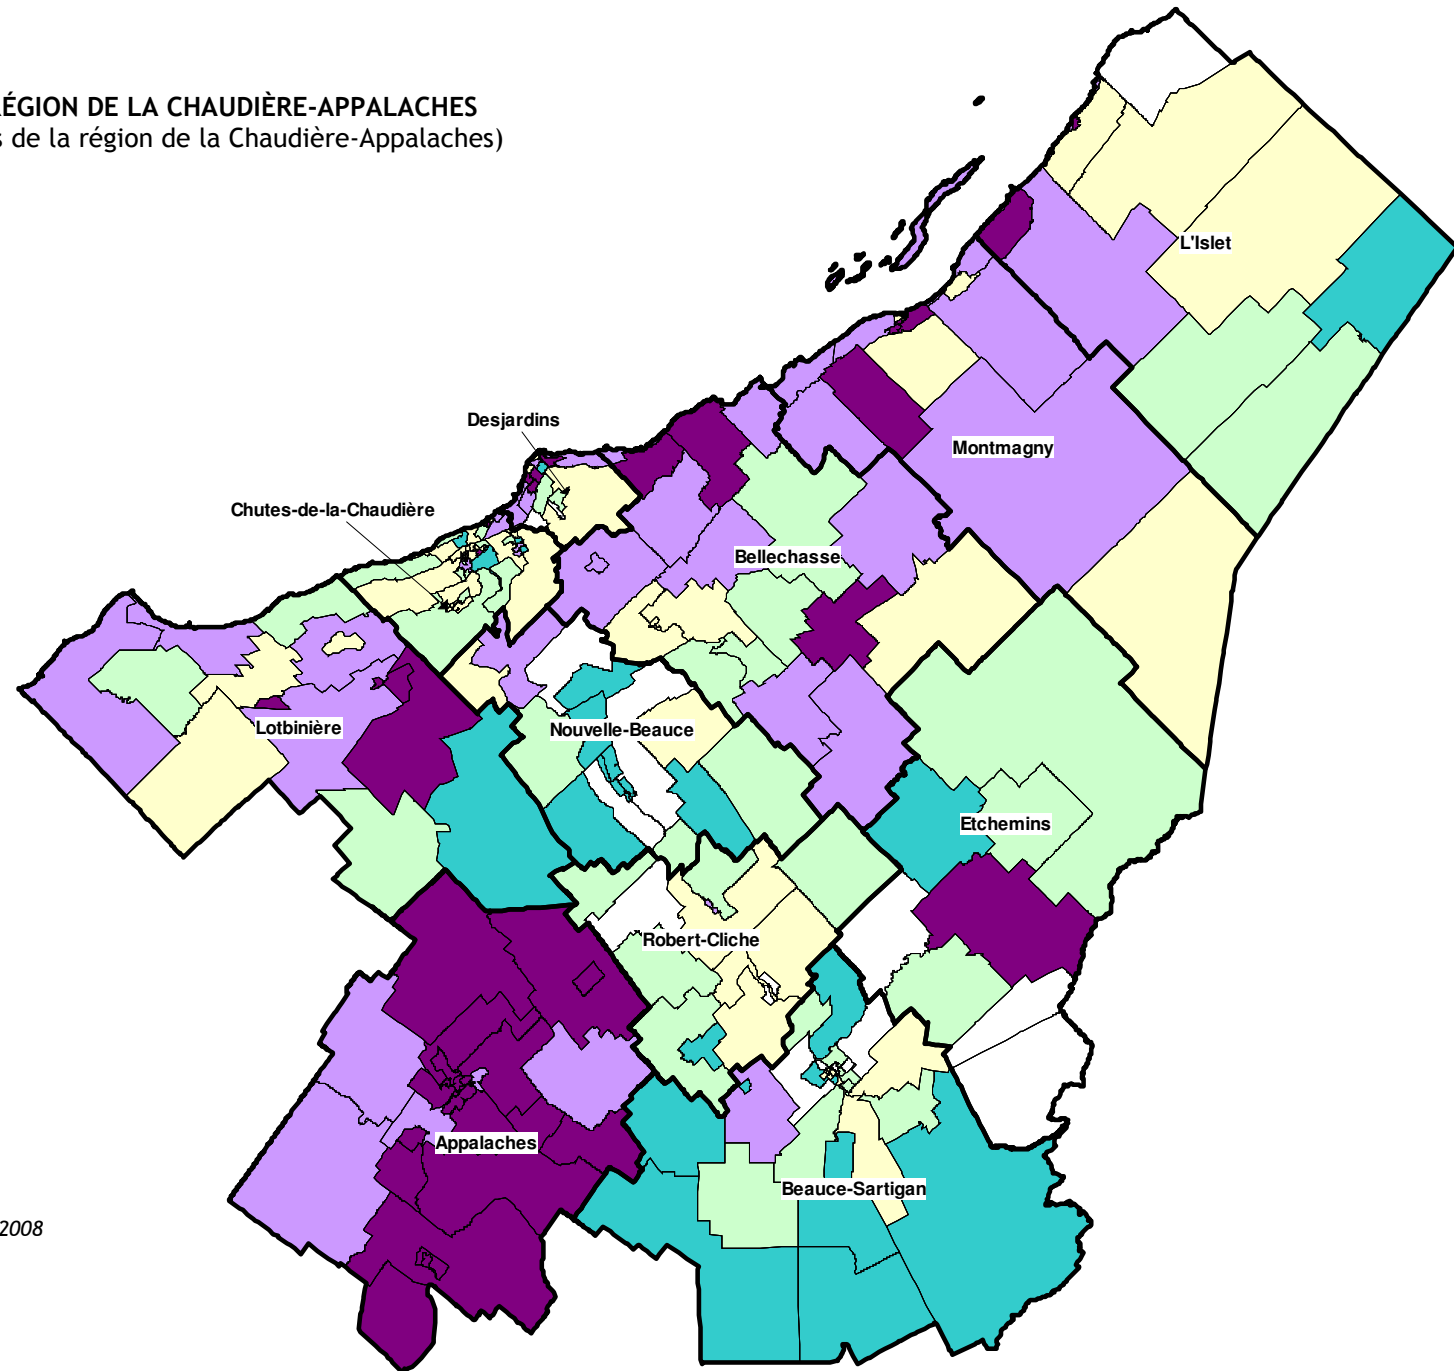 RÉGION DE LA CHAUDIÈRE-APPALACHES
s de la région de la Chaudière-Appalaches)
L'Islet
Desjardins
Montmagny
Chutes-de-la-Chaudière
Bellechasse
Lotbinière
Nouvelle-Beauce
Etchemins
Robert-Cliche
Appalaches
Beauce-Sartigan
2008